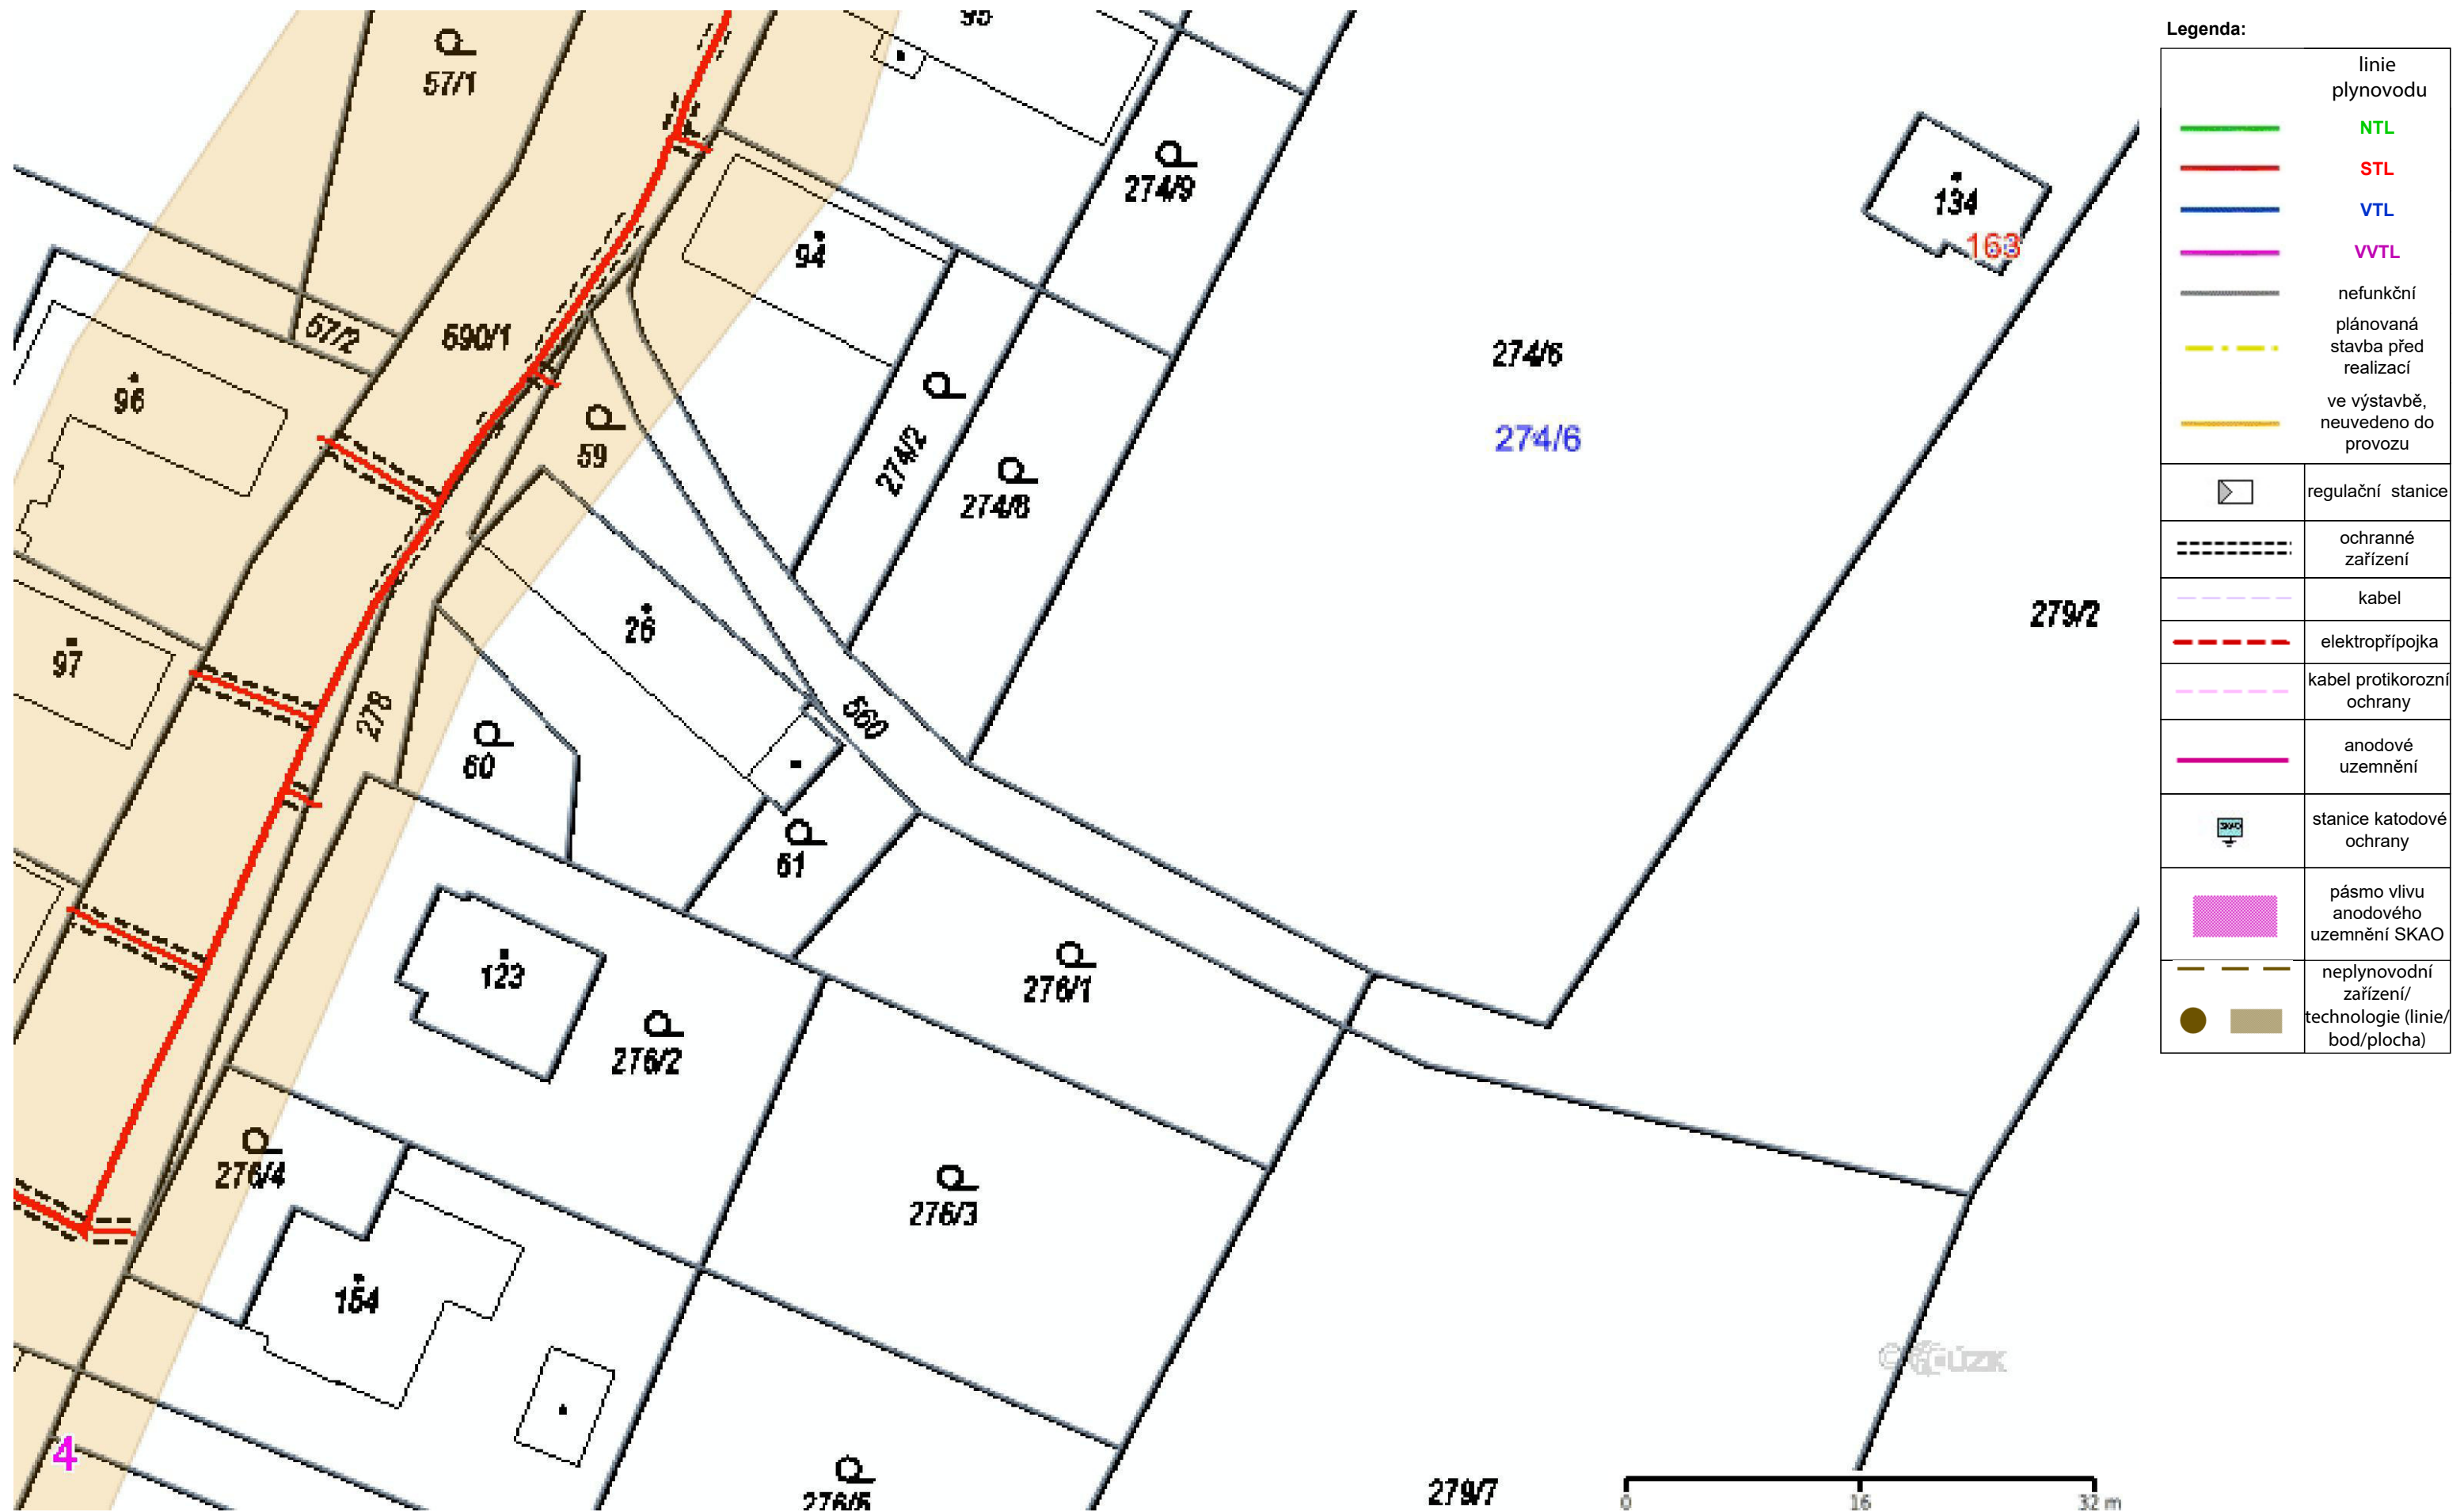 95
57/1
274/9
134
163
94
57/2
690/1
274/6
96
274/6
59
274/2
274/8
279/2
26
97
278
560
60
61
123
276/1
276/2
276/4
276/3
154
4
279/7
276/5
0 16 32 m
Legenda:
linie
plynovodu
NTL
STL
VTL
VVTL
nefunkční
plánovaná
stavba před
realizací
ve výstavbě,
neuvedeno do
provozu
regulační stanice
ochranné
zařízení
kabel
elektropřípojka
kabel protikorozní
ochrany
anodové
uzemnění
SKAO
stanice katodové
ochrany
pásmo vlivu
anodového
uzemnění SKAO
neplynovodní
zařízení/
technologie (linie/
bod/plocha)